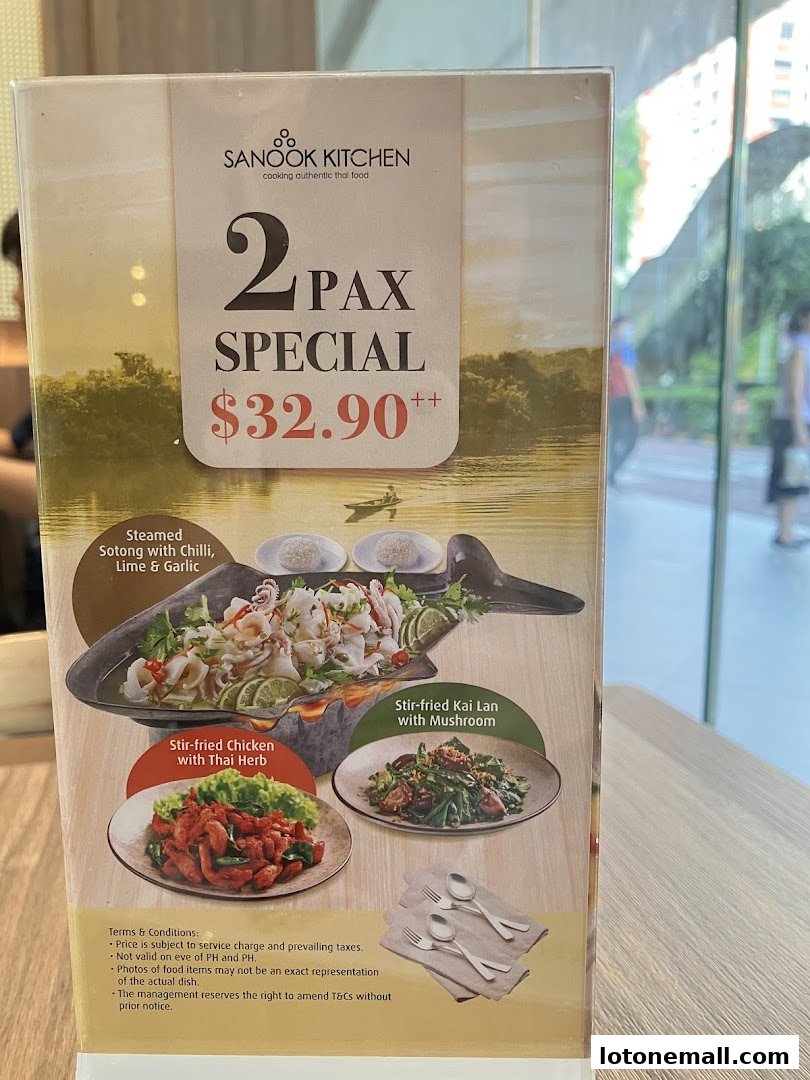 SANOOK KITCHEN
cooking authentic thai food
2 PAX
SPECIAL
$32.90++
Steamed
Sotong with Chilli,
Lime & Garlic
Stir-fried Kai Lan
with Mushroom
Stir-fried Chicken
with Thai Herb
Terms & Conditions:
• Price is subject to service charge and prevailing taxes.
• Not valid on eve of PH and PH.
• Photos of food items may not be an exact representation
of the actual dish.
• The management reserves the right to amend T&Cs without
prior notice.
lotonemall.com